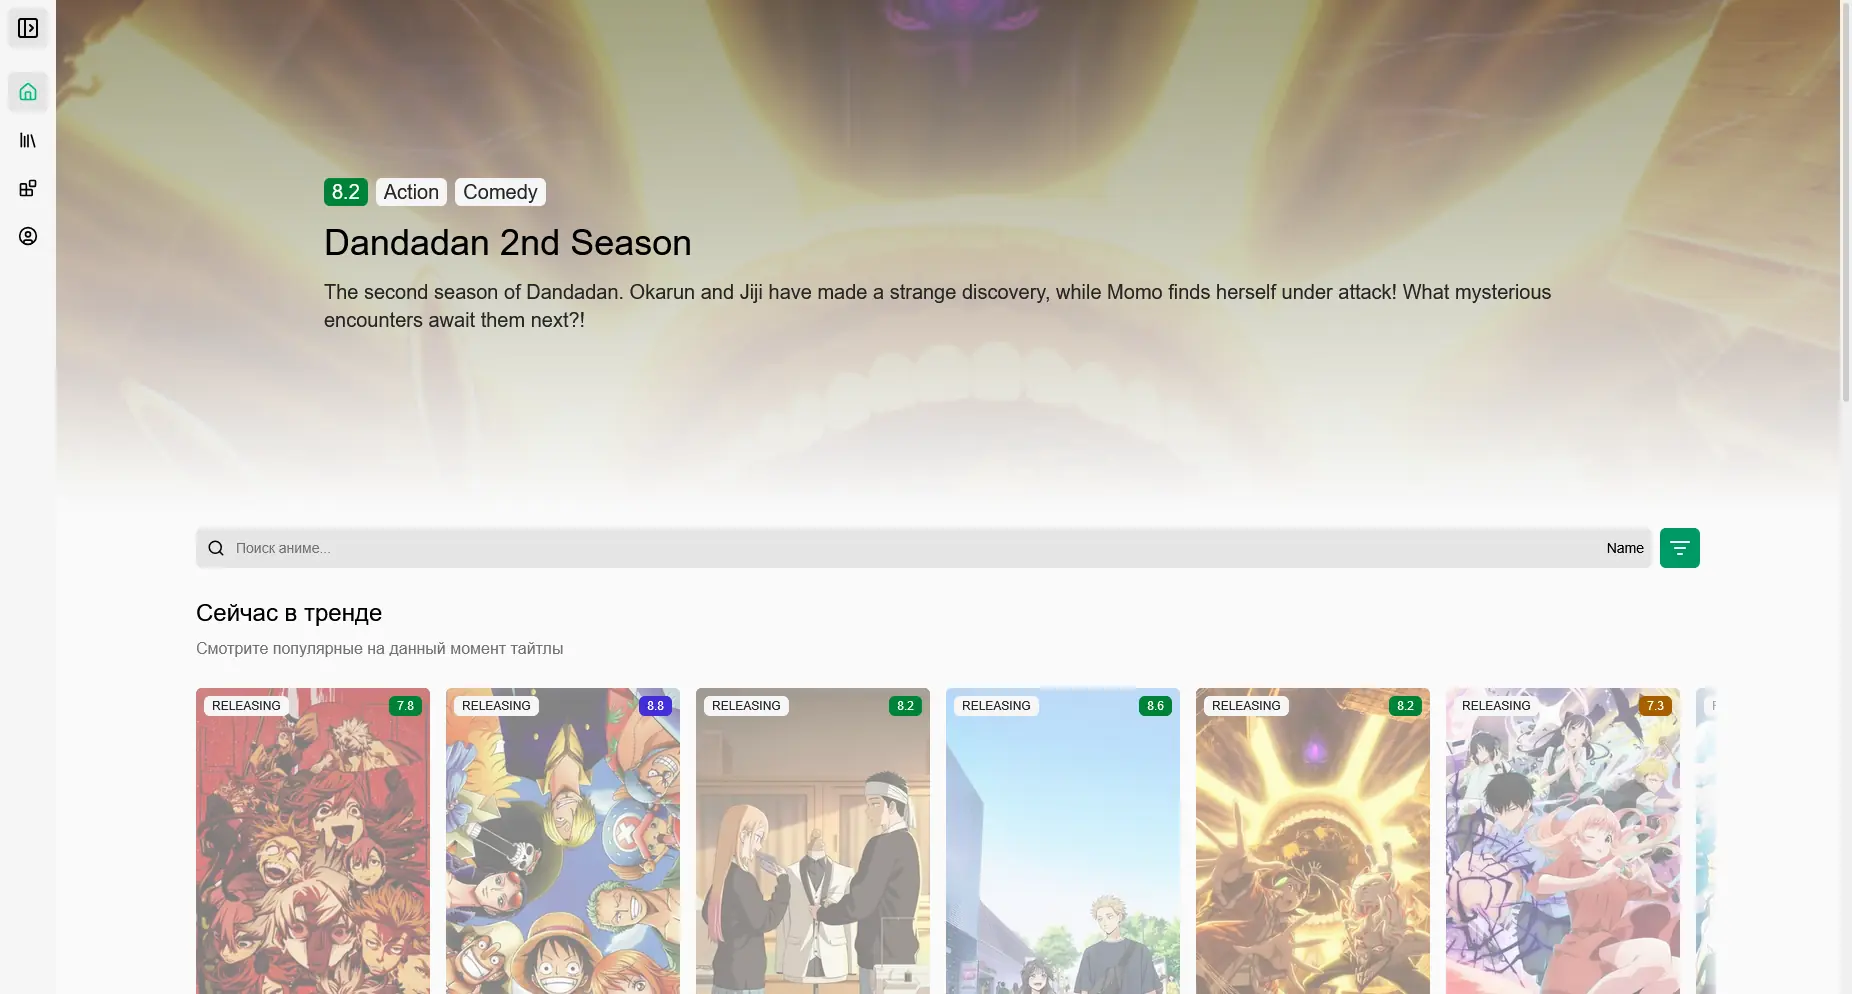 8.2 Action Comedy
Dandadan 2nd Season
The second season of Dandadan. Okarun and Jiji have made a strange discovery, while Momo finds herself under attack! What mysterious
encounters await them next?!
Поиск аниме... Name
Сейчас в тренде
Смотрите популярные на данный момент тайтлы
RELEASING 7.8 RELEASING 8.8 RELEASING 8.2 RELEASING 8.6 RELEASING 8.2 RELEASING 7.3